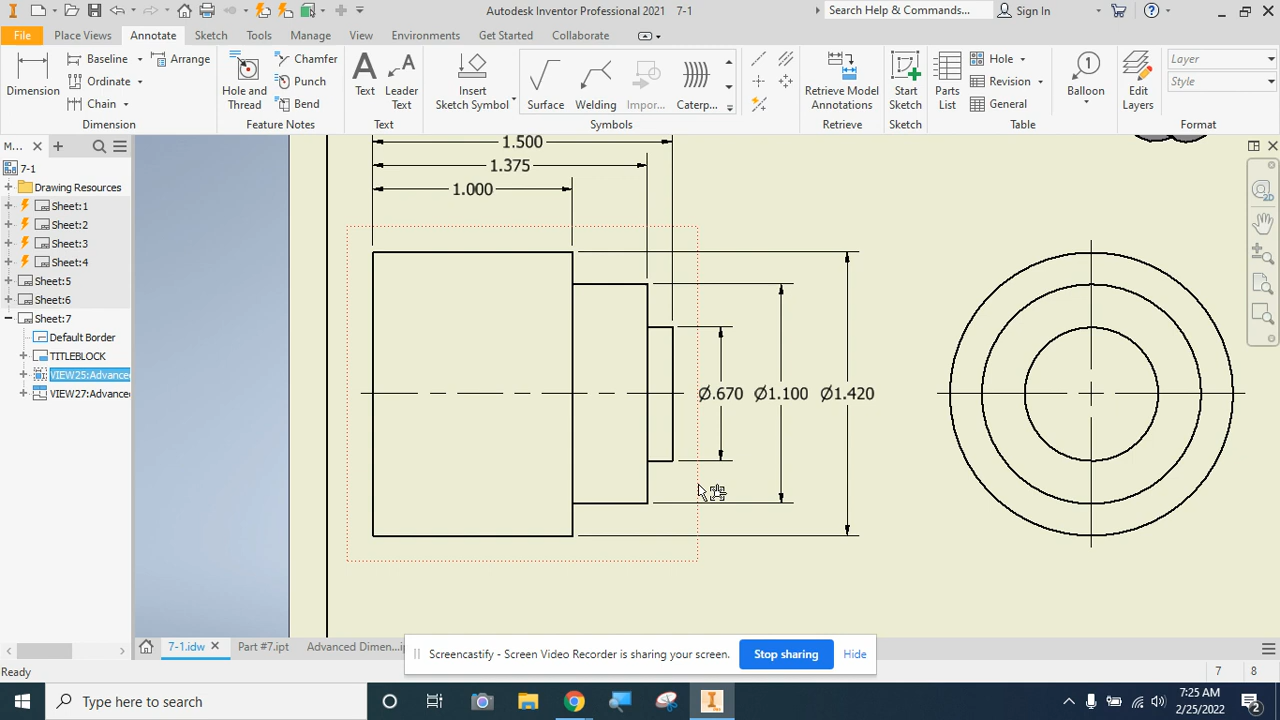 Autodesk Inventor Professional 2021 7-1
Search Help & Commands...
Sign In
File Place Views Annotate Sketch Tools Manage View Environments Get Started Collaborate
Dimension
Baseline
Ordinate
Chain
Arrange
Dimension
Hole and
Thread
Chamfer
Punch
Bend
Feature Notes
Text
Leader
Text
Text
Insert
Sketch Symbol
Surface
Welding
Impor...
Caterp...
Symbols
Retrieve Model
Annotations
Retrieve
Start
Sketch
Sketch
Parts
List
Hole
Revision
General
Table
1
Balloon
Edit
Layers
Layer
Style
Format
M...
7-1
Drawing Resources
Sheet:1
Sheet:2
Sheet:3
Sheet:4
Sheet:5
Sheet:6
Sheet:7
Default Border
TITLEBLOCK
VIEW25:Advance
VIEW27:Advance
1.500
1.375
1.000
Ø.670 Ø1.100 Ø1.420
2D
7-1.idw
Part #7.ipt
Advanced Dimen...
Screencastify - Screen Video Recorder is sharing your screen.
Stop sharing
Hide
Ready
7 8
Type here to search
7:25 AM
2/25/2022
2